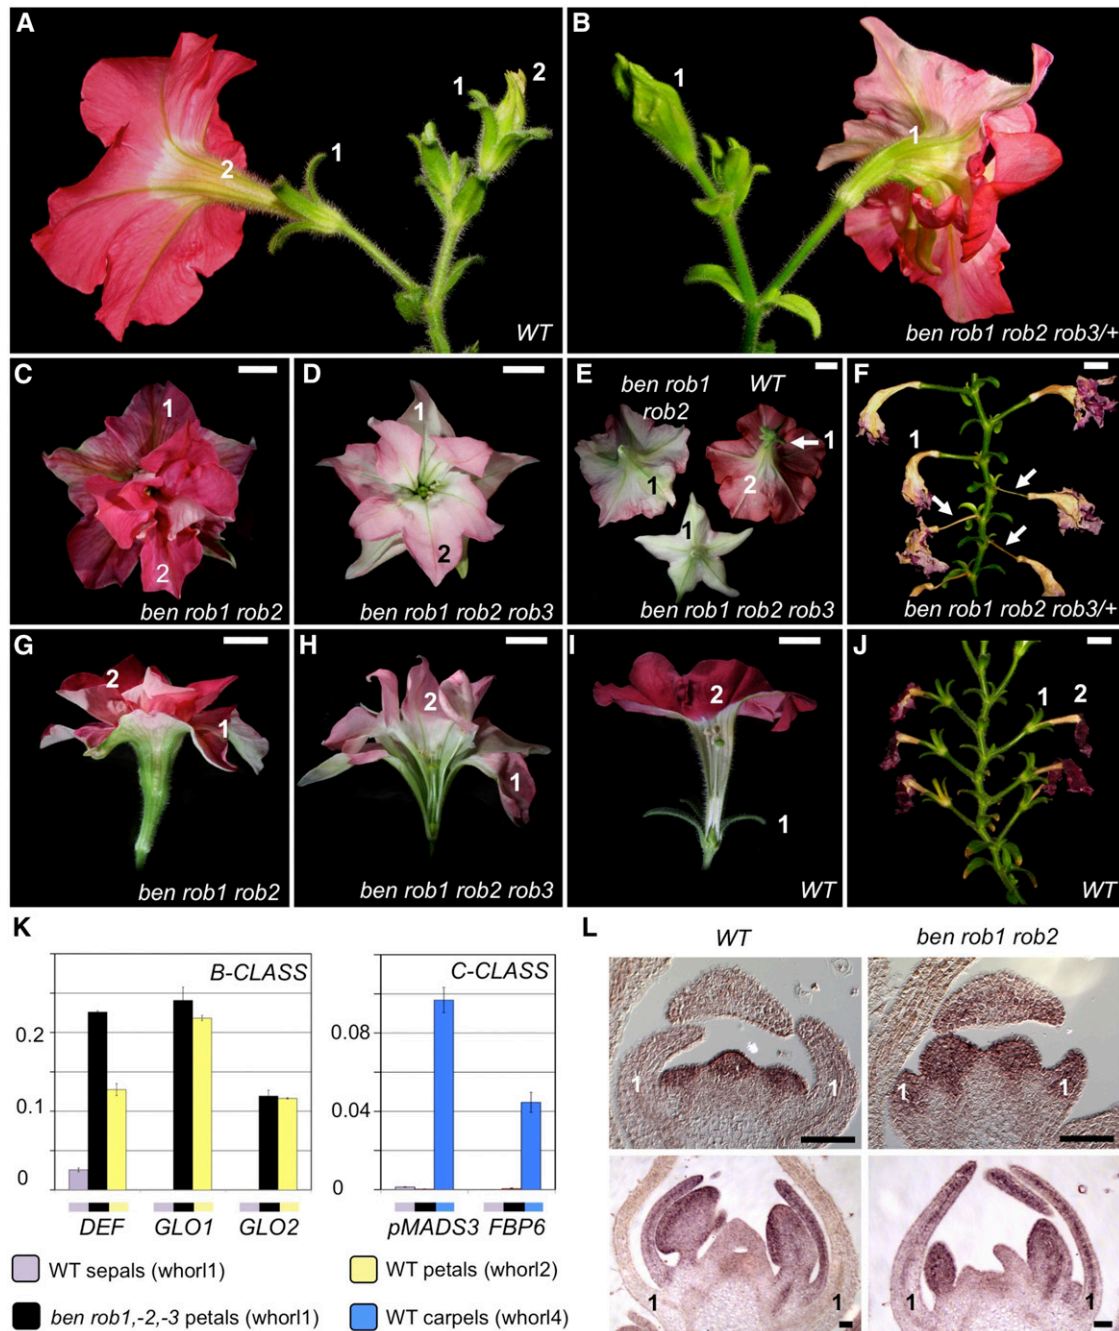 A
B
1
2
1
2
1
1
WT
ben rob1 rob2 rob3/+
C
D
E
F
1
2
ben rob1 rob2
1
2
ben rob1 rob2 rob3
ben rob1
rob2
WT
1
1
2
1
ben rob1 rob2 rob3
1
ben rob1 rob2 rob3/+
G
H
I
J
2
1
ben rob1 rob2
2
1
ben rob1 rob2 rob3
2
1
WT
1
2
WT
K
B-CLASS
0.2
0.1
0
DEF
GLO1
GLO2
C-CLASS
0.08
0.04
0
pMADS3
FBP6
WT sepals (whorl1)
WT petals (whorl2)
ben rob1,-2,-3 petals (whorl1)
WT carpels (whorl4)
L
WT
ben rob1 rob2
1
1
1
1
1
1
1
1